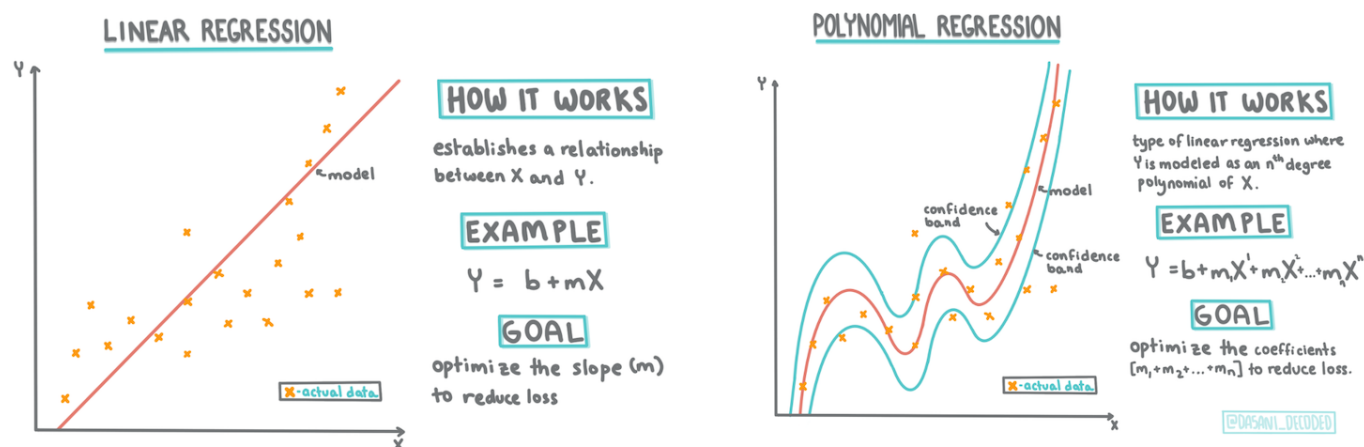 LINEAR REGRESSION
Y
model
X
x-actual data
HOW IT WORKS
establishes a relationship
between X and Y.
EXAMPLE
Y = b+mX
GOAL
optimize the slope (m)
to reduce loss
POLYNOMIAL REGRESSION
Y
confidence
band
model
confidence
band
X
x-actual data
HOW IT WORKS
type of linear regression where
Y is modeled as an nᵗʰ degree
polynomial of X.
EXAMPLE
Y = b+m₁X¹+m₂X²+...+mₙXⁿ
GOAL
optimize the coefficients
[m₁+m₂+...+mₙ] to reduce loss.
@DASANI_DECODED